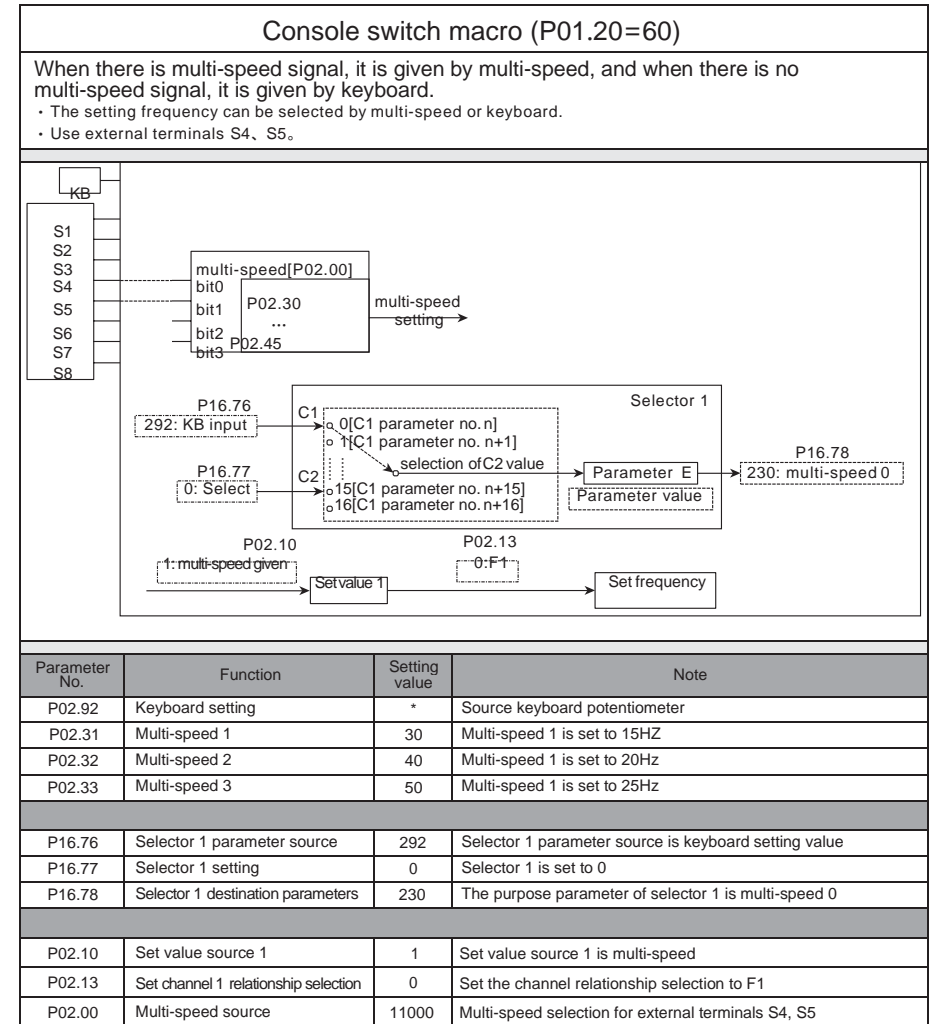 Console switch macro (P01.20=60)
When there is multi-speed signal, it is given by multi-speed, and when there is no
multi-speed signal, it is given by keyboard.
・The setting frequency can be selected by multi-speed or keyboard.
・Use external terminals S4、S5。
KB
S1
S2
S3
S4
S5
S6
S7
S8
multi-speed[P02.00]
bit0
bit1
bit2
bit3
P02.30
...
P02.45
multi-speed
setting
Selector 1
P16.76
292: KB input
C1
0[C1 parameter no. n]
1[C1 parameter no. n+1]
selection of C2 value
P16.77
0: Select
C2
15[C1 parameter no. n+15]
16[C1 parameter no. n+16]
Parameter E
Parameter value
P16.78
230: multi-speed 0
P02.10
1: multi-speed given
Set value 1
P02.13
0:F1
Set frequency
Parameter No. Function Setting value Note
P02.92 Keyboard setting * Source keyboard potentiometer
P02.31 Multi-speed 1 30 Multi-speed 1 is set to 15HZ
P02.32 Multi-speed 2 40 Multi-speed 1 is set to 20Hz
P02.33 Multi-speed 3 50 Multi-speed 1 is set to 25Hz
P16.76 Selector 1 parameter source 292 Selector 1 parameter source is keyboard setting value
P16.77 Selector 1 setting 0 Selector 1 is set to 0
P16.78 Selector 1 destination parameters 230 The purpose parameter of selector 1 is multi-speed 0
P02.10 Set value source 1 1 Set value source 1 is multi-speed
P02.13 Set channel 1 relationship selection 0 Set the channel relationship selection to F1
P02.00 Multi-speed source 11000 Multi-speed selection for external terminals S4, S5